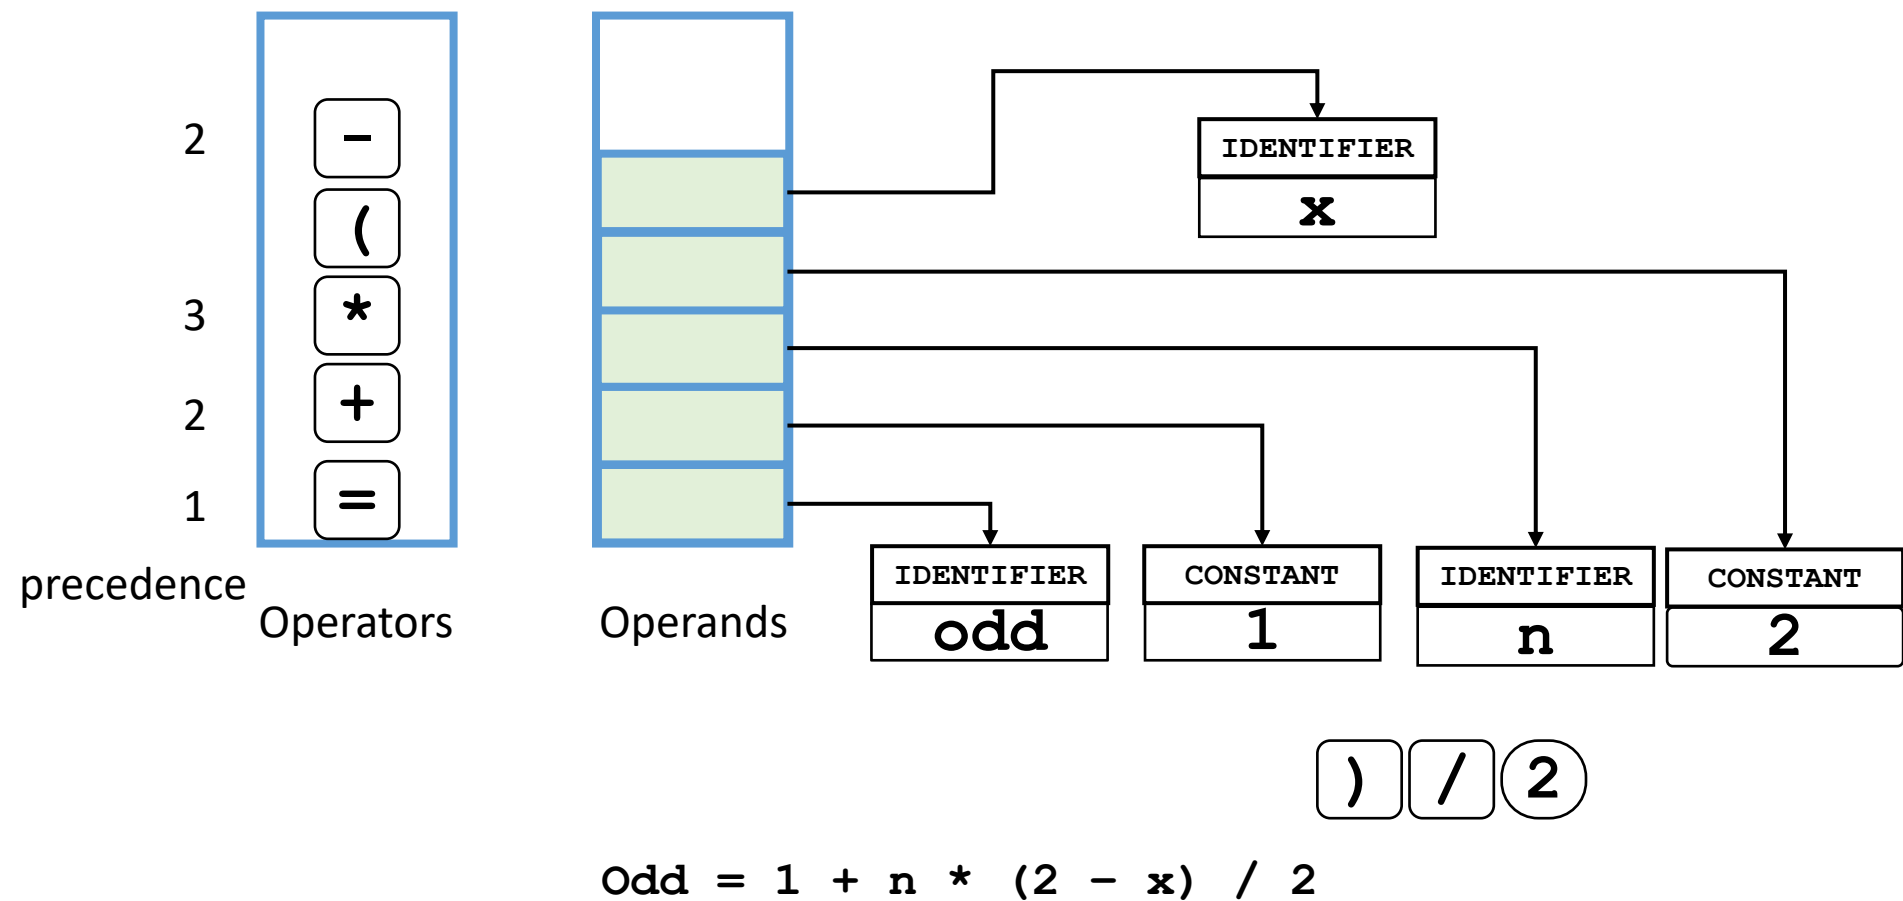 2 –
IDENTIFIER
x
(
3 *
2 +
1 =
precedence
Operators
Operands
IDENTIFIER
odd
CONSTANT
1
IDENTIFIER
n
CONSTANT
2
) / 2
Odd = 1 + n * (2 – x) / 2